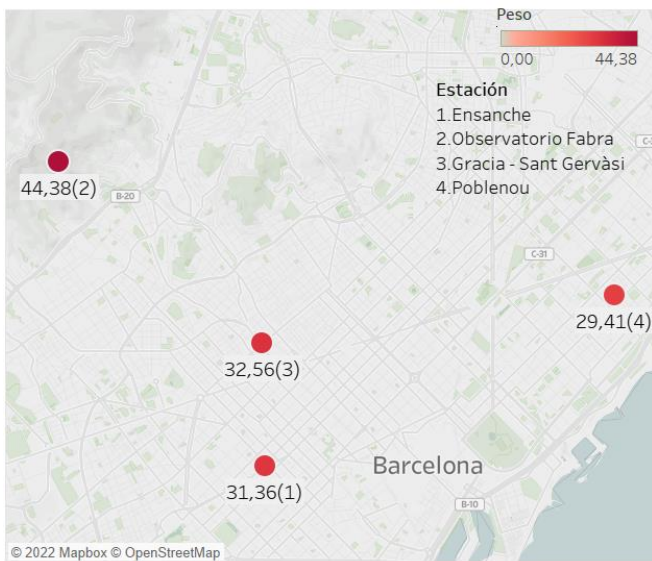 Peso
0,00 44,38
Estación
1.Ensanche
2.Observatorio Fabra
3.Gracia - Sant Gervàsi
4.Poblenou
44,38(2)
B-20
C-31
29,41(4)
32,56(3)
31,36(1)
Barcelona
B-10
© 2022 Mapbox © OpenStreetMap